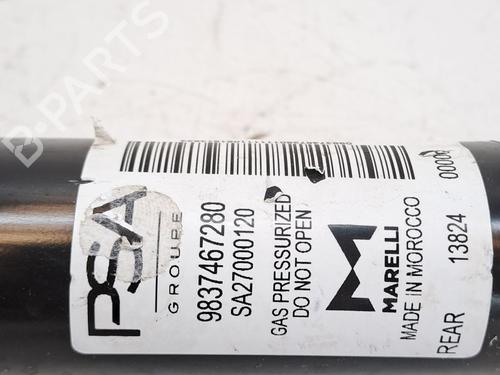 PSA
GROUPE
9837467280
SA27000120
GAS PRESSURIZED
DO NOT OPEN
MARELLI
MADE IN MOROCCO
REAR
13824
B-PARTS